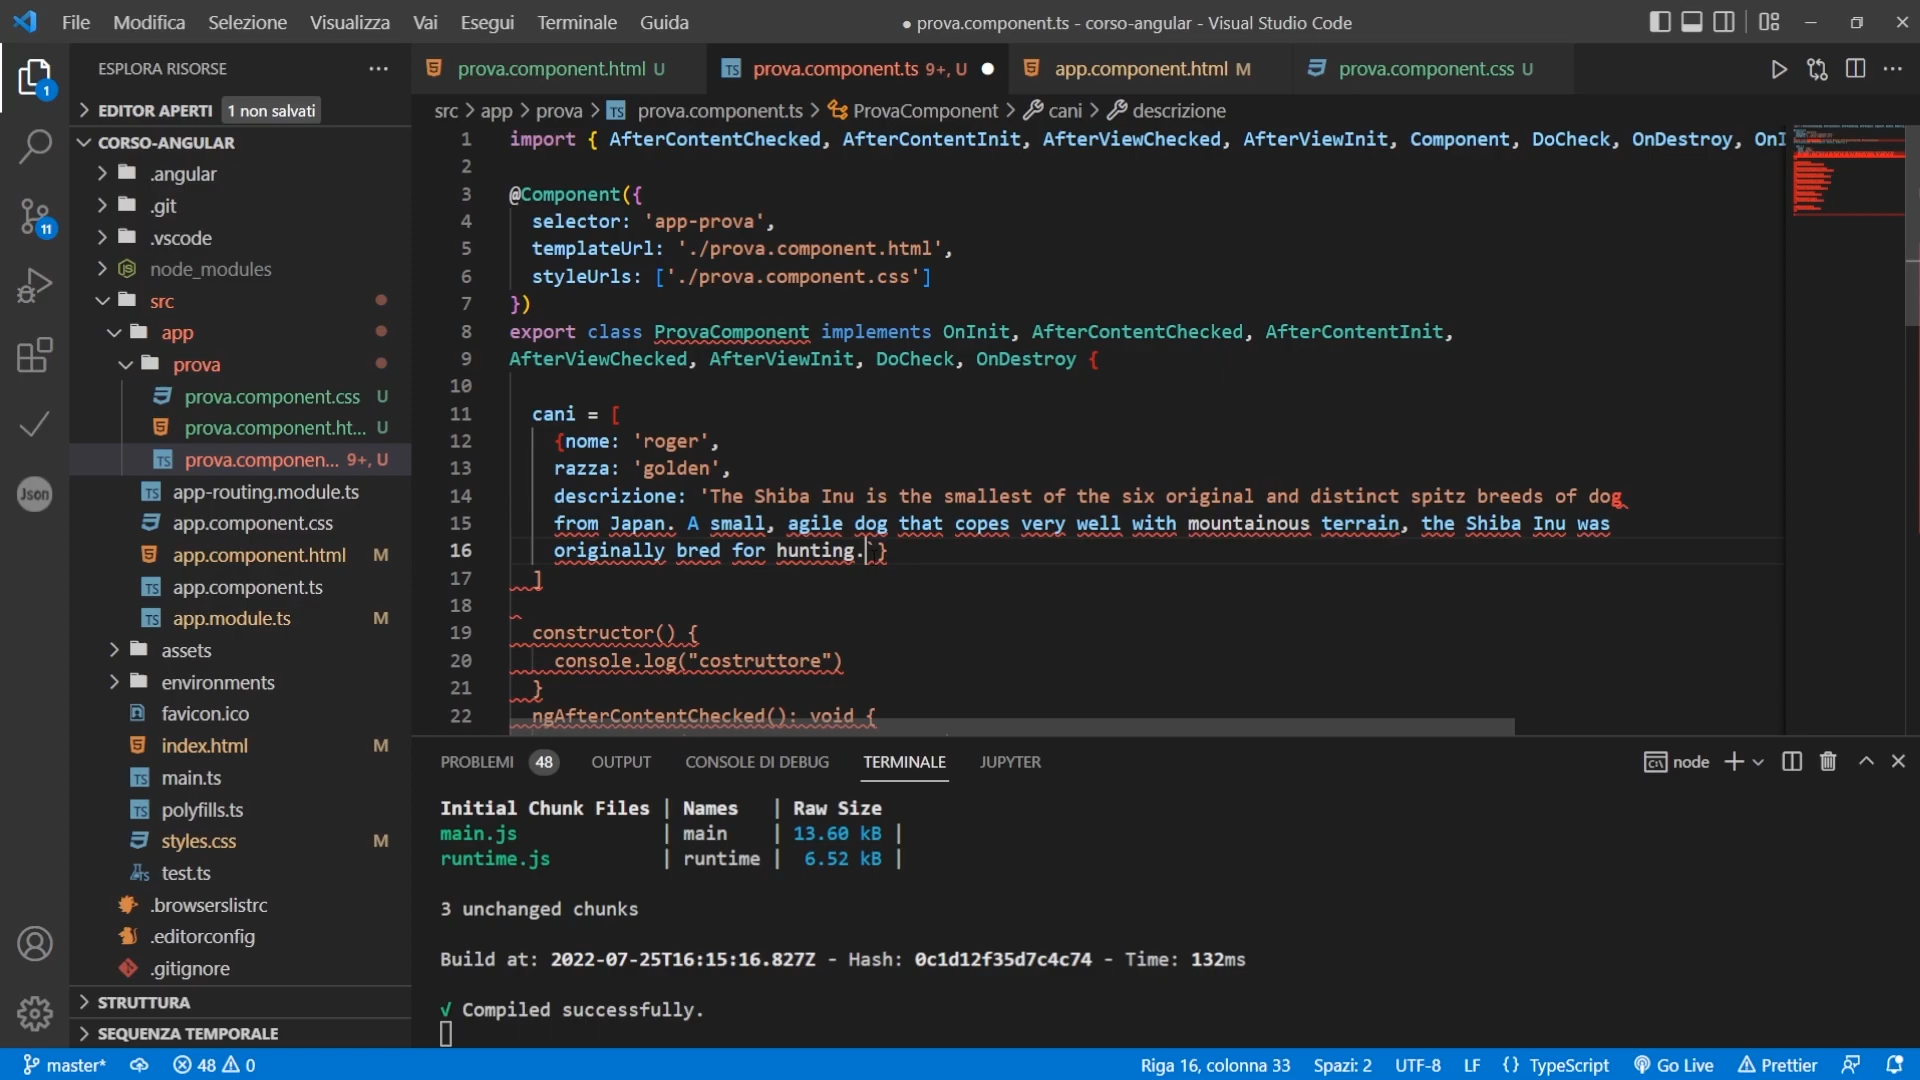 File Modifica Selezione Visualizza Vai Esegui Terminale Guida
● prova.component.ts - corso-angular - Visual Studio Code
ESPLORA RISORSE
EDITOR APERTI 1 non salvati
CORSO-ANGULAR
.angular
.git
.vscode
node_modules
src
app
prova
prova.component.css U
prova.component.ht... U
prova.componen... 9+, U
app-routing.module.ts
app.component.css
app.component.html M
app.component.ts
app.module.ts M
assets
environments
favicon.ico
index.html M
main.ts
polyfills.ts
styles.css M
test.ts
.browserslistrc
.editorconfig
.gitignore
STRUTTURA
SEQUENZA TEMPORALE
1
11
Json
prova.component.html U
prova.component.ts 9+, U
app.component.html M
prova.component.css U
src > app > prova > TS prova.component.ts > ProvaComponent > cani > descrizione
1 import { AfterContentChecked, AfterContentInit, AfterViewChecked, AfterViewInit, Component, DoCheck, OnDestroy, OnI
2
3 @Component({
4 selector: 'app-prova',
5 templateUrl: './prova.component.html',
6 styleUrls: ['./prova.component.css']
7 })
8 export class ProvaComponent implements OnInit, AfterContentChecked, AfterContentInit,
9 AfterViewChecked, AfterViewInit, DoCheck, OnDestroy {
10
11 cani = [
12 {nome: 'roger',
13 razza: 'golden',
14 descrizione: 'The Shiba Inu is the smallest of the six original and distinct spitz breeds of dog
15 from Japan. A small, agile dog that copes very well with mountainous terrain, the Shiba Inu was
16 originally bred for hunting.`}
17 ]
18
19 constructor() {
20 console.log("costruttore")
21 }
22 ngAfterContentChecked(): void {
PROBLEMI 48 OUTPUT CONSOLE DI DEBUG TERMINALE JUPYTER
node
Initial Chunk Files | Names | Raw Size
main.js | main | 13.60 kB |
runtime.js | runtime | 6.52 kB |
3 unchanged chunks
Build at: 2022-07-25T16:15:16.827Z - Hash: 0c1d12f35d7c4c74 - Time: 132ms
√ Compiled successfully.
master* 48 0
Riga 16, colonna 33 Spazi: 2 UTF-8 LF {} TypeScript Go Live Prettier